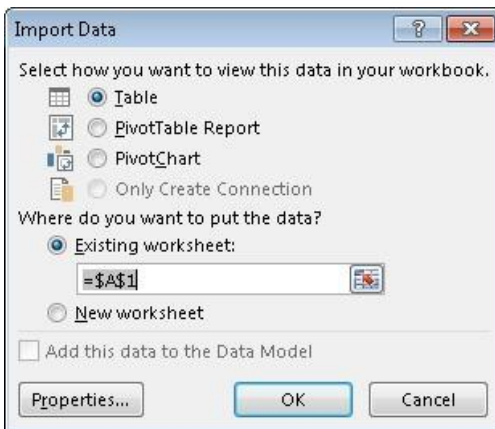 Import Data
Select how you want to view this data in your workbook.
Table
PivotTable Report
PivotChart
Only Create Connection
Where do you want to put the data?
Existing worksheet:
=$A$1
New worksheet
Add this data to the Data Model
Properties... OK Cancel